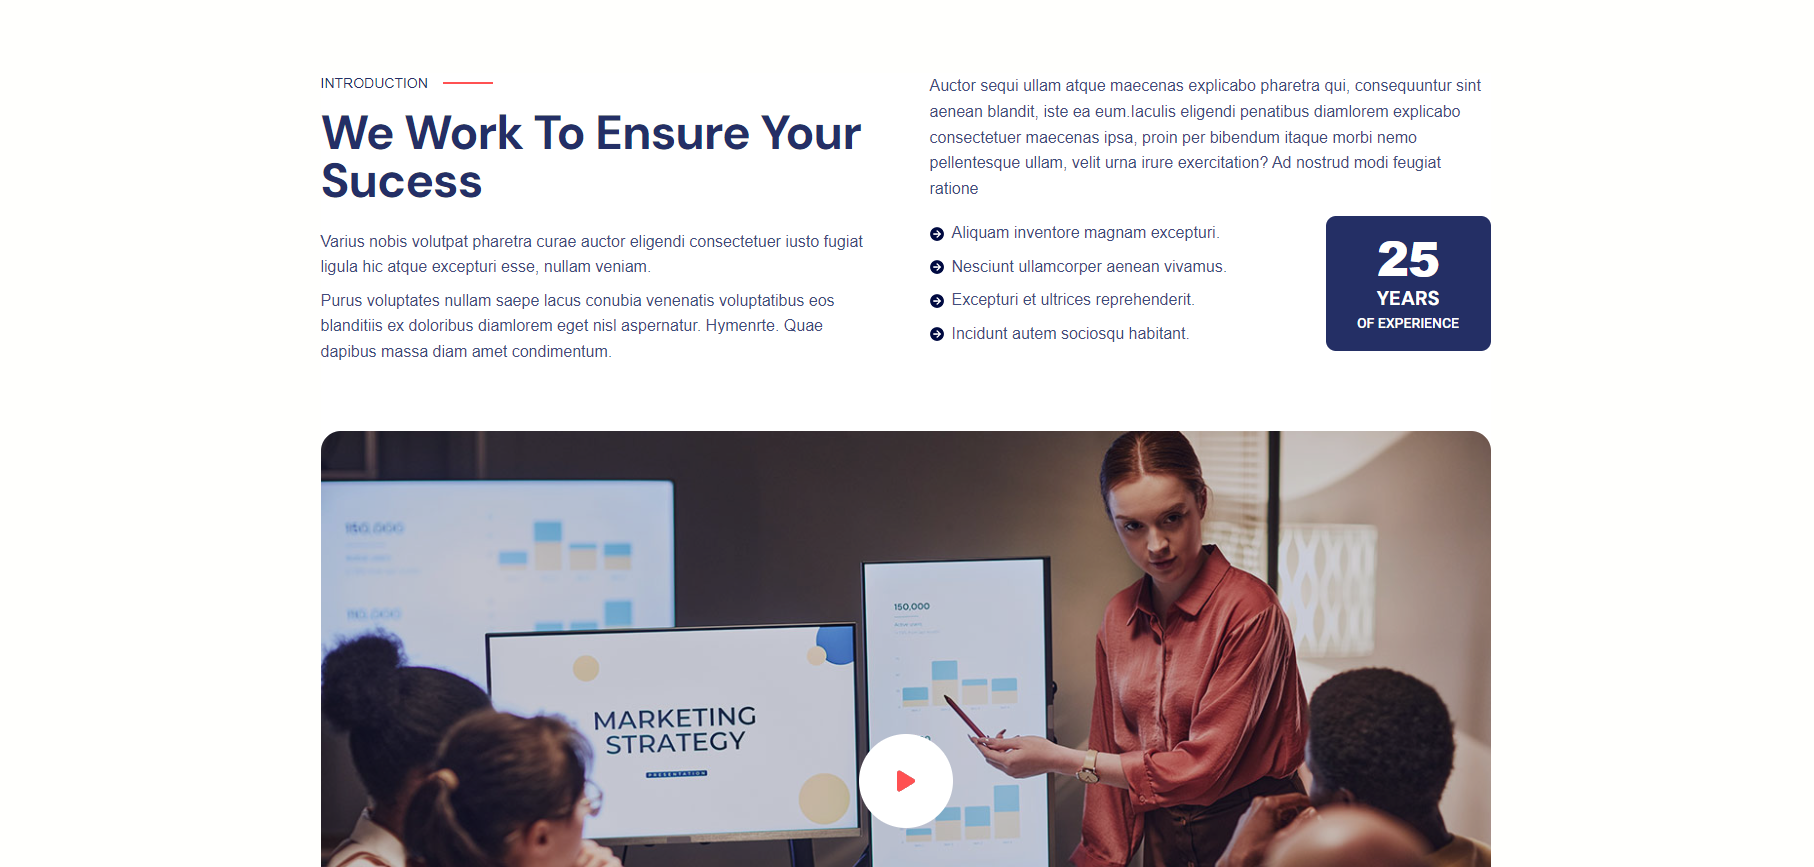 INTRODUCTION
We Work To Ensure Your
Sucess
Varius nobis volutpat pharetra curae auctor eligendi consectetuer iusto fugiat
ligula hic atque excepturi esse, nullam veniam.
Purus voluptates nullam saepe lacus conubia venenatis voluptatibus eos
blanditiis ex doloribus diamlorem eget nisl aspernatur. Hymenrte. Quae
dapibus massa diam amet condimentum.
Auctor sequi ullam atque maecenas explicabo pharetra qui, consequuntur sint
aenean blandit, iste ea eum.Iaculis eligendi penatibus diamlorem explicabo
consectetuer maecenas ipsa, proin per bibendum itaque morbi nemo
pellentesque ullam, velit urna irure exercitation? Ad nostrud modi feugiat
ratione
Aliquam inventore magnam excepturi.
Nesciunt ullamcorper aenean vivamus.
Excepturi et ultrices reprehenderit.
Incidunt autem sociosqu habitant.
25
YEARS
OF EXPERIENCE
150,000
150,000
Active users
MARKETING
STRATEGY
PRESENTATION